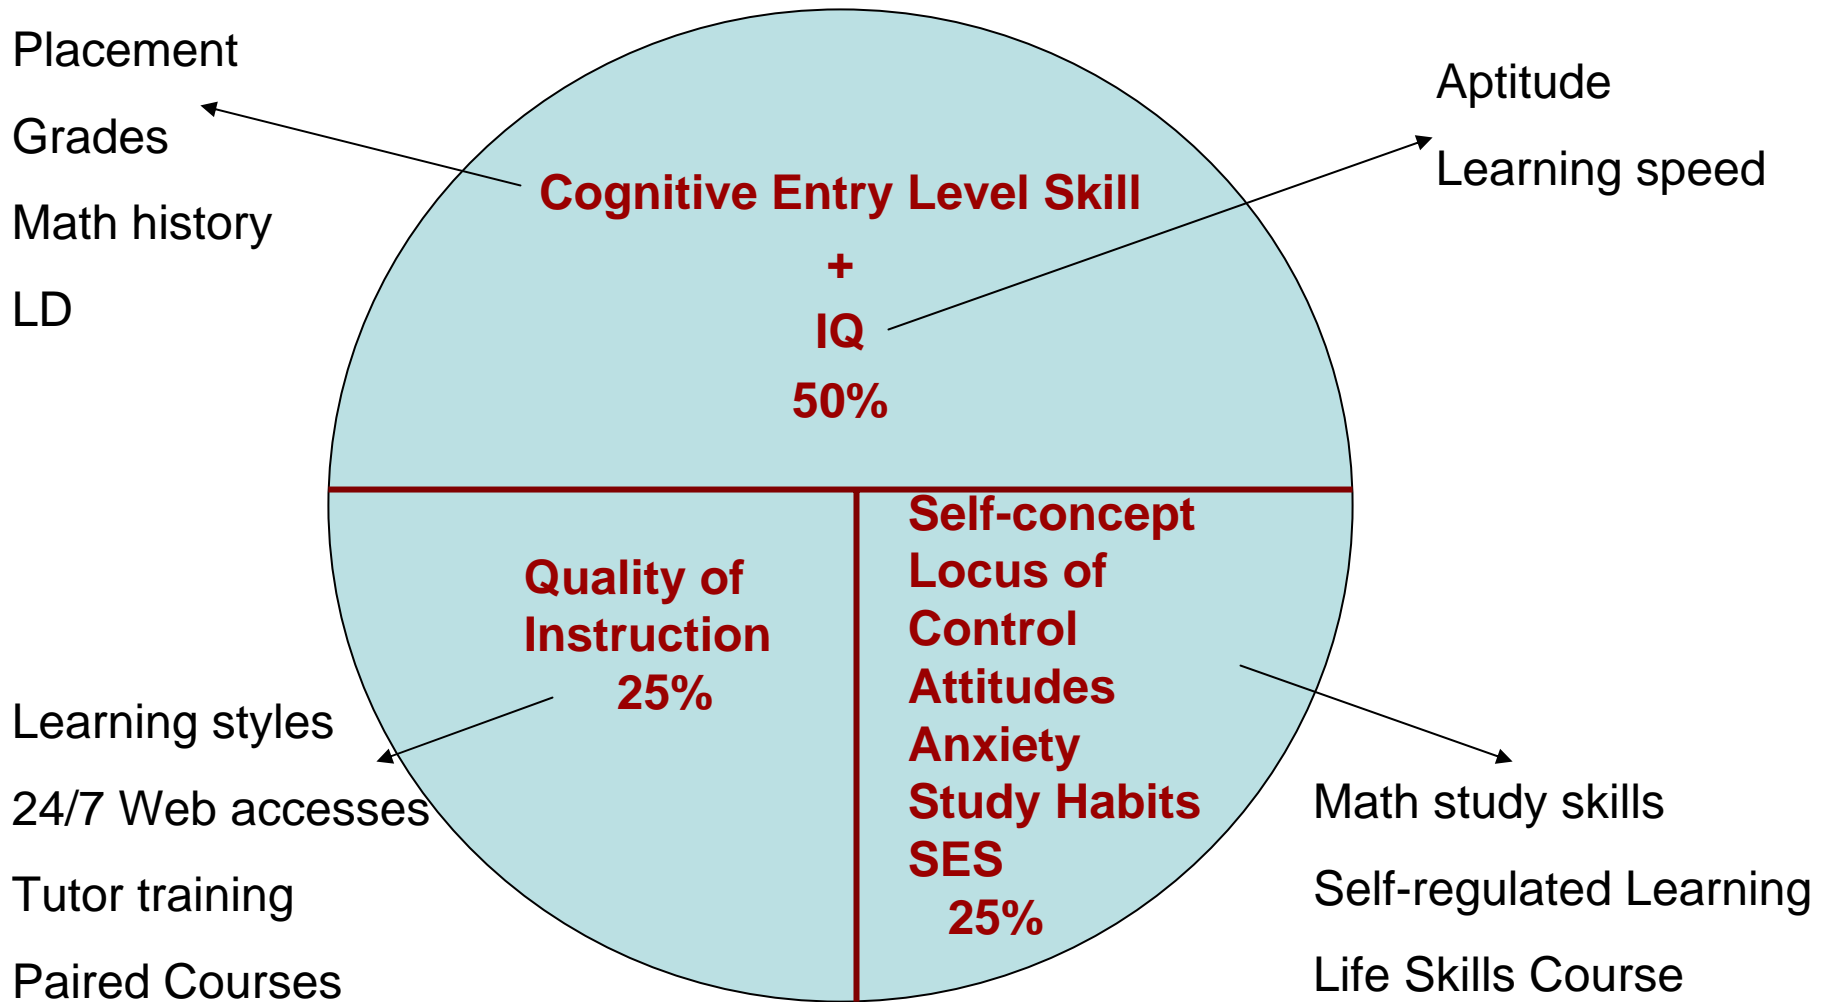 Placement
Grades
Math history
LD
Aptitude
Learning speed
Cognitive Entry Level Skill
+
IQ
50%
Quality of
Instruction
25%
Self-concept
Locus of
Control
Attitudes
Anxiety
Study Habits
SES
25%
Learning styles
24/7 Web accesses
Tutor training
Paired Courses
Math study skills
Self-regulated Learning
Life Skills Course